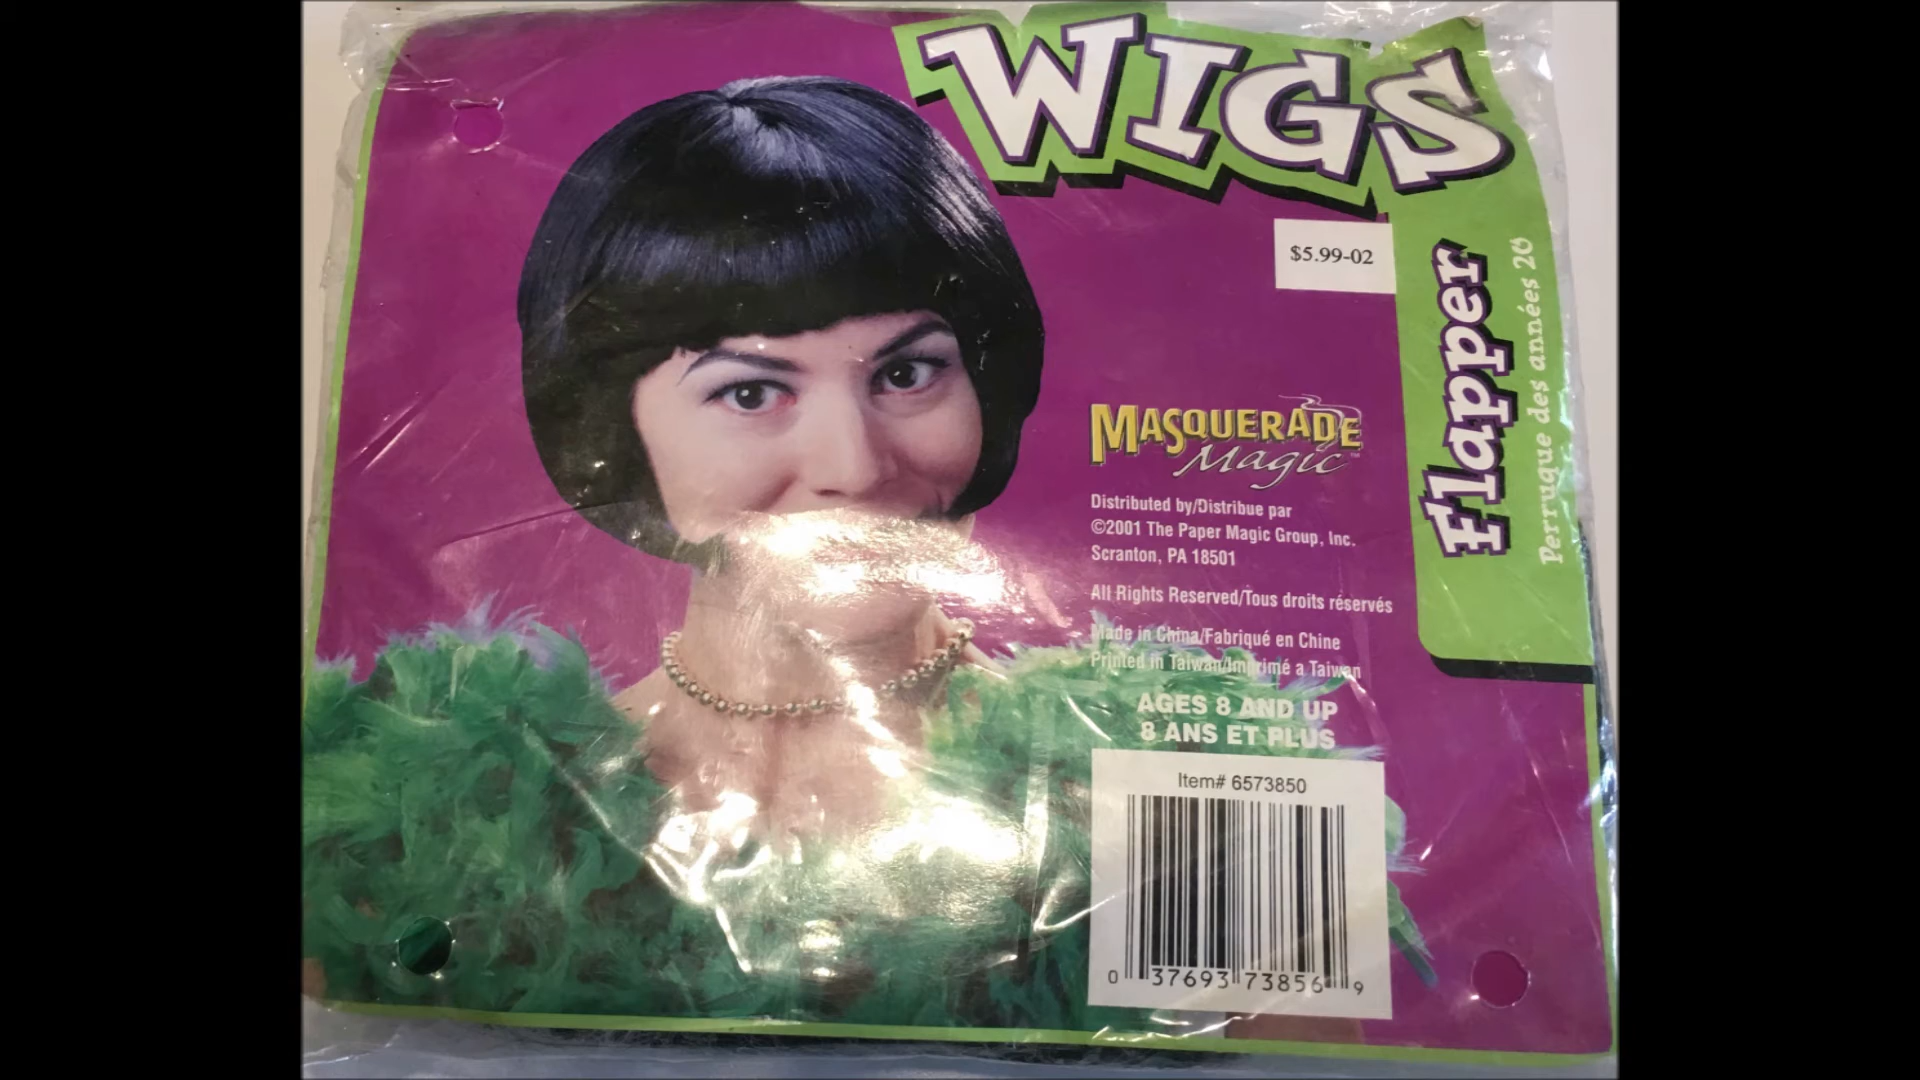 WIGS
$5.99-02
Flapper
Perruque des années 20
MASQUERADE
Magic™
Distributed by/Distribue par
©2001 The Paper Magic Group, Inc.
Scranton, PA 18501
All Rights Reserved/Tous droits réservés
Made in China/Fabriqué en Chine
Printed in Taiwan/Imprimé a Taiwan
AGES 8 AND UP
8 ANS ET PLUS
Item# 6573850
0 37693 73856 9